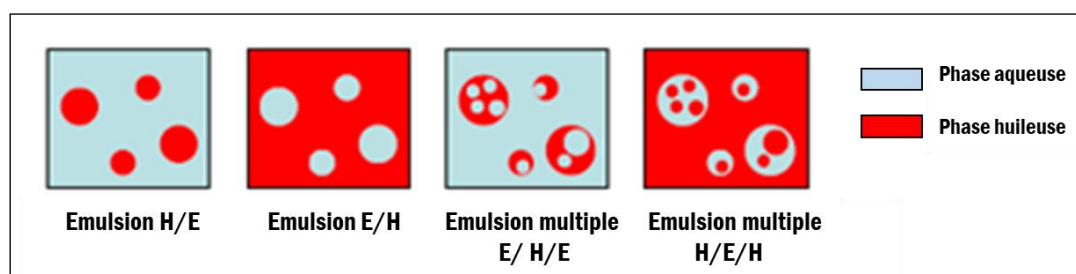 Phase aqueuse
Phase huileuse
Emulsion H/E
Emulsion E/H
Emulsion multiple
E/ H/E
Emulsion multiple
H/E/H